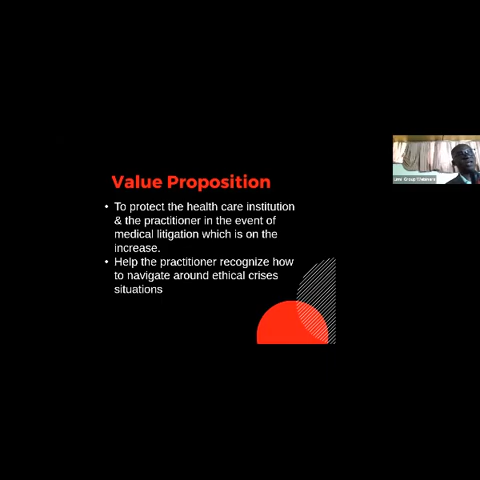 Value Proposition
• To protect the health care institution
& the practitioner in the event of
medical litigation which is on the
increase.
• Help the practitioner recognize how
to navigate around ethical crises
situations